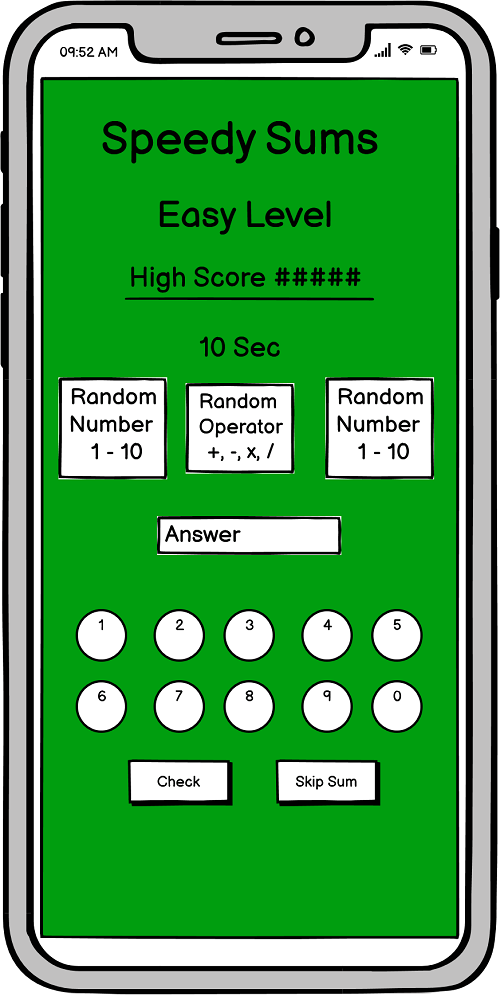 09:52 AM
Speedy Sums
Easy Level
High Score #####
10 Sec
Random
Number
1 - 10
Random
Operator
+, -, x, /
Random
Number
1 - 10
Answer
1 2 3 4 5
6 7 8 9 0
Check Skip Sum